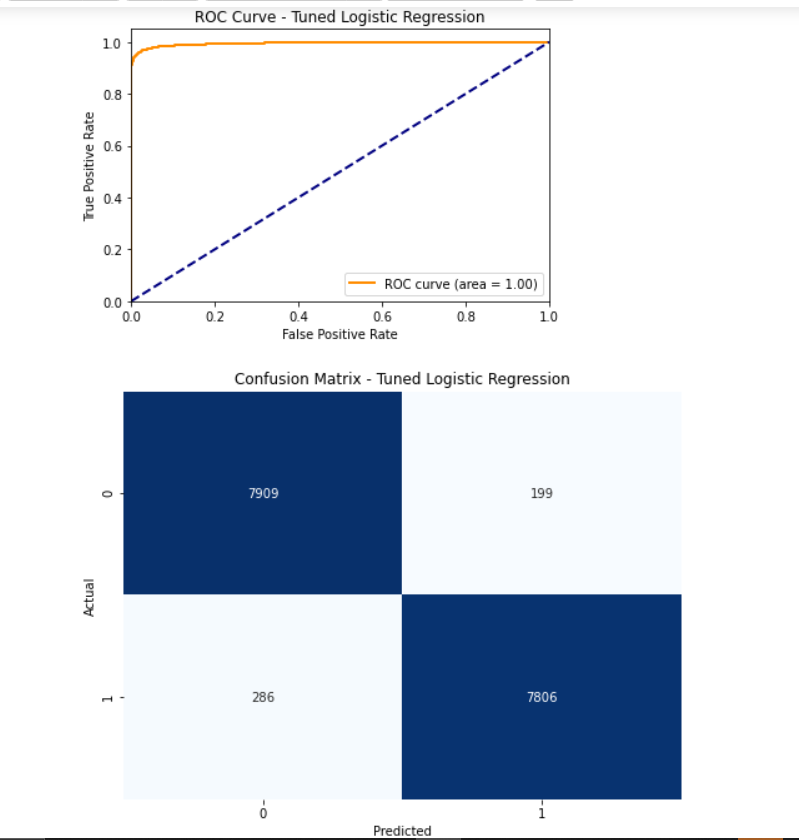 ROC Curve - Tuned Logistic Regression
1.0
0.8
0.6
0.4
0.2
0.0
True Positive Rate
ROC curve (area = 1.00)
0.0 0.2 0.4 0.6 0.8 1.0
False Positive Rate
Confusion Matrix - Tuned Logistic Regression
0 7909 199
Actual
1 286 7806
0 1
Predicted